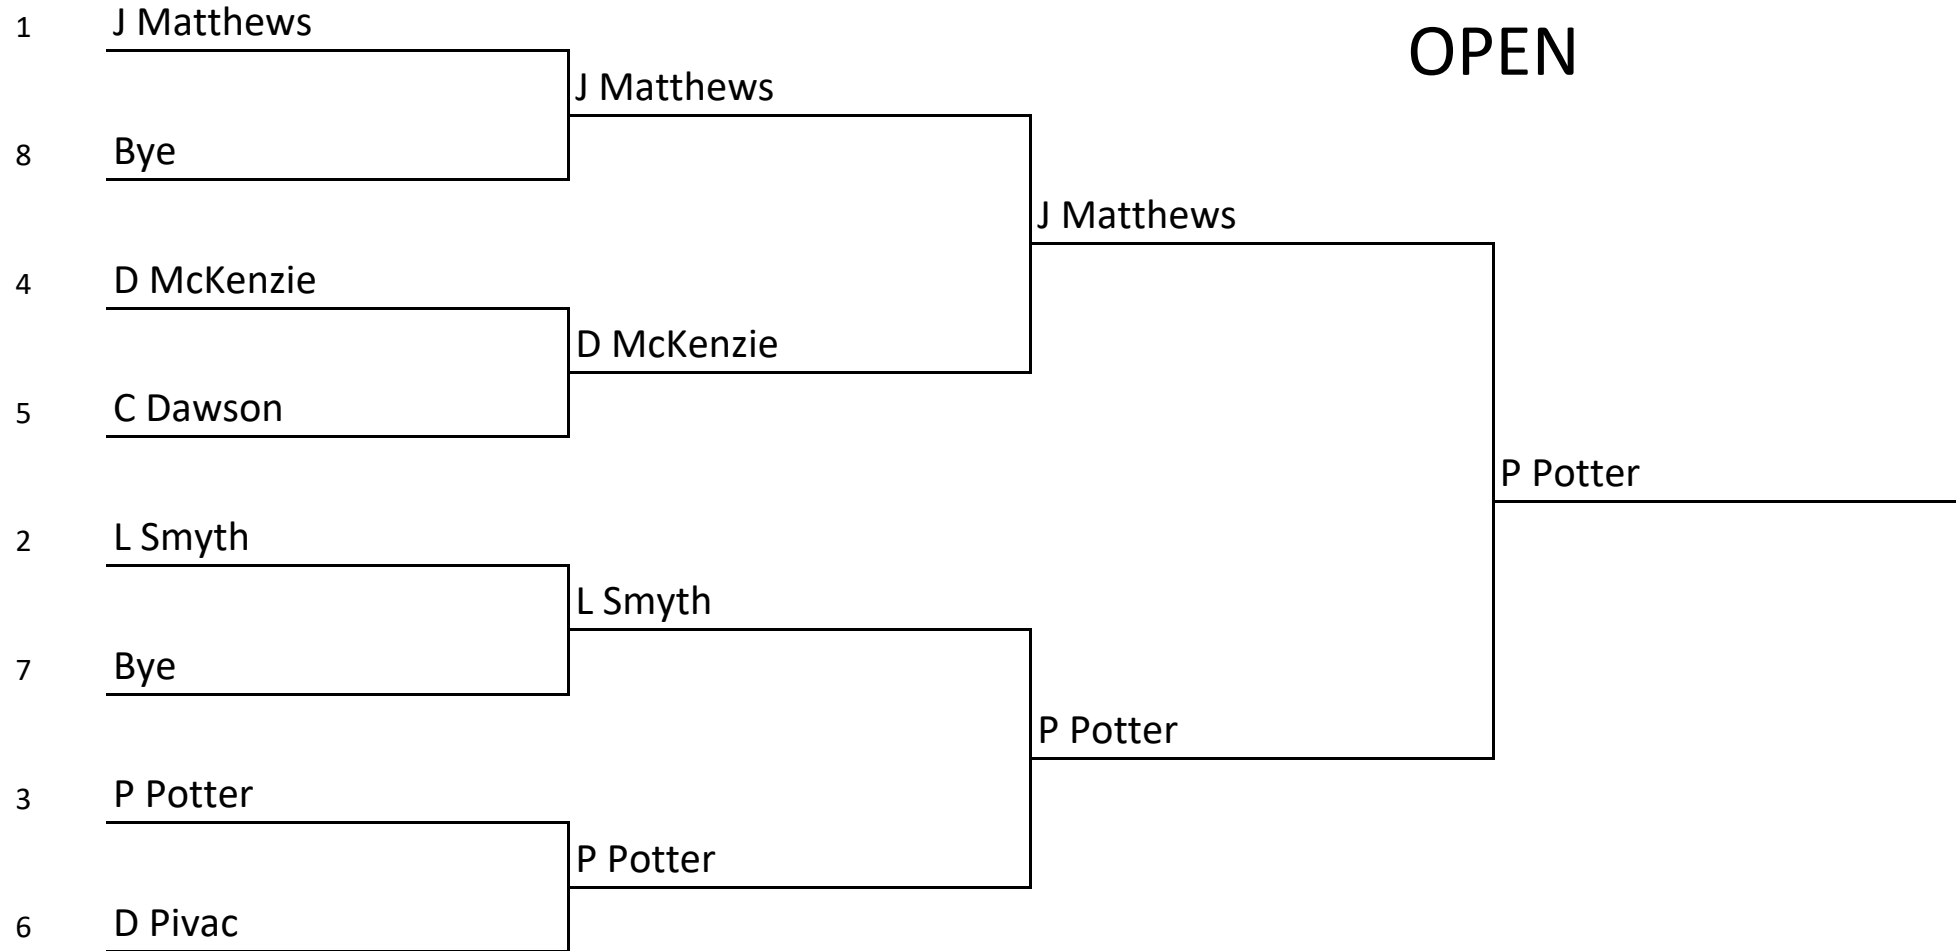 OPEN
1 J Matthews
J Matthews
8 Bye
J Matthews
4 D McKenzie
D McKenzie
5 C Dawson
P Potter
2 L Smyth
L Smyth
7 Bye
P Potter
3 P Potter
P Potter
6 D Pivac